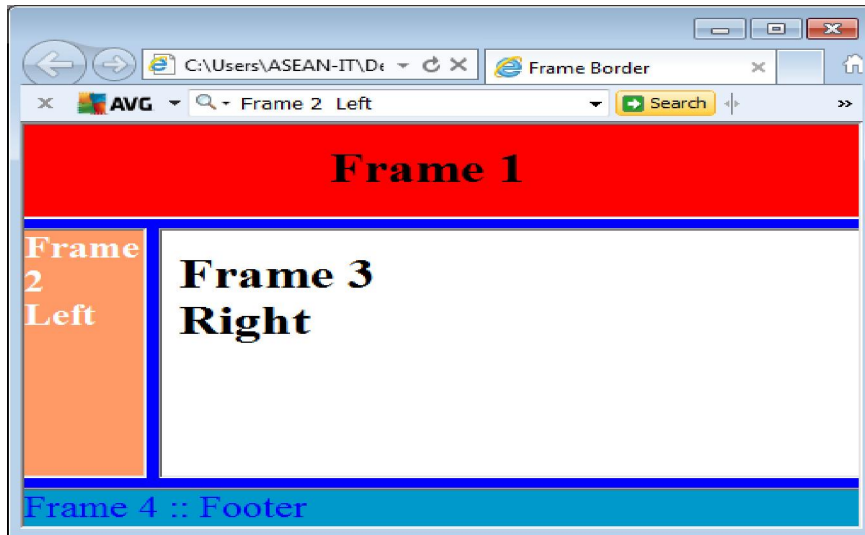 C:\Users\ASEAN-IT\De
Frame Border
AVG
Frame 2 Left
Search
Frame 1
Frame
2
Left
Frame 3
Right
Frame 4 :: Footer